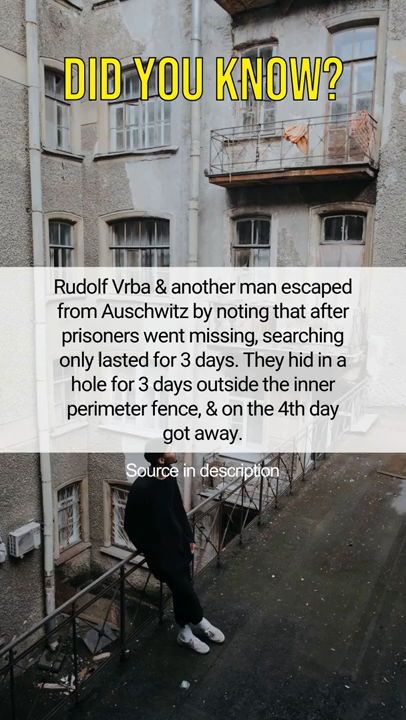 DID YOU KNOW?
Rudolf Vrba & another man escaped
from Auschwitz by noting that after
prisoners went missing, searching
only lasted for 3 days. They hid in a
hole for 3 days outside the inner
perimeter fence, & on the 4th day
got away.
Source in description